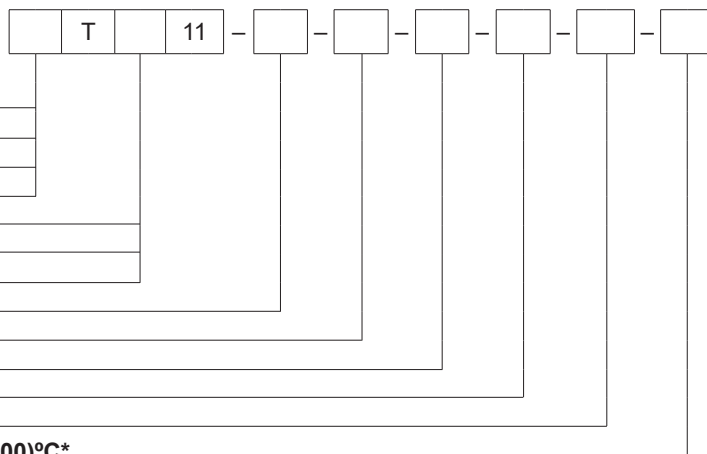 T 11 – – – – – –
00)ºC*